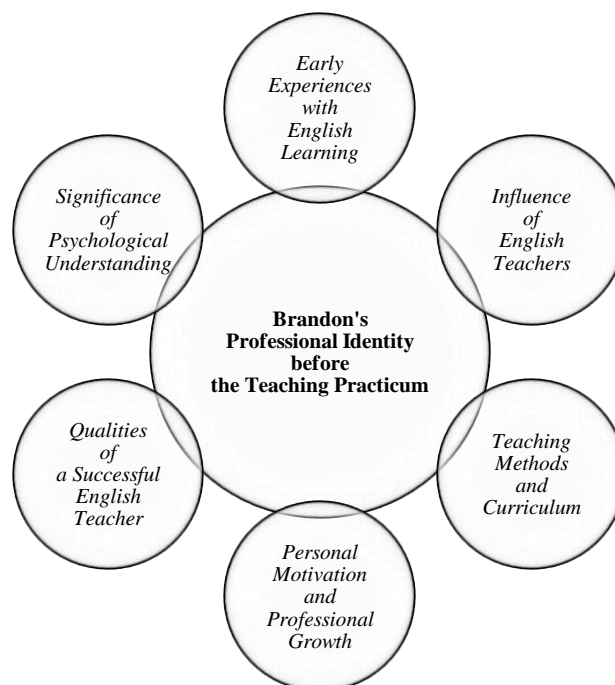 Early
Experiences
with
English
Learning
Significance
of
Psychological
Understanding
Influence
of
English
Teachers
Brandon's
Professional Identity
before
the Teaching Practicum
Qualities
of
a Successful
English
Teacher
Teaching
Methods
and
Curriculum
Personal
Motivation
and
Professional
Growth